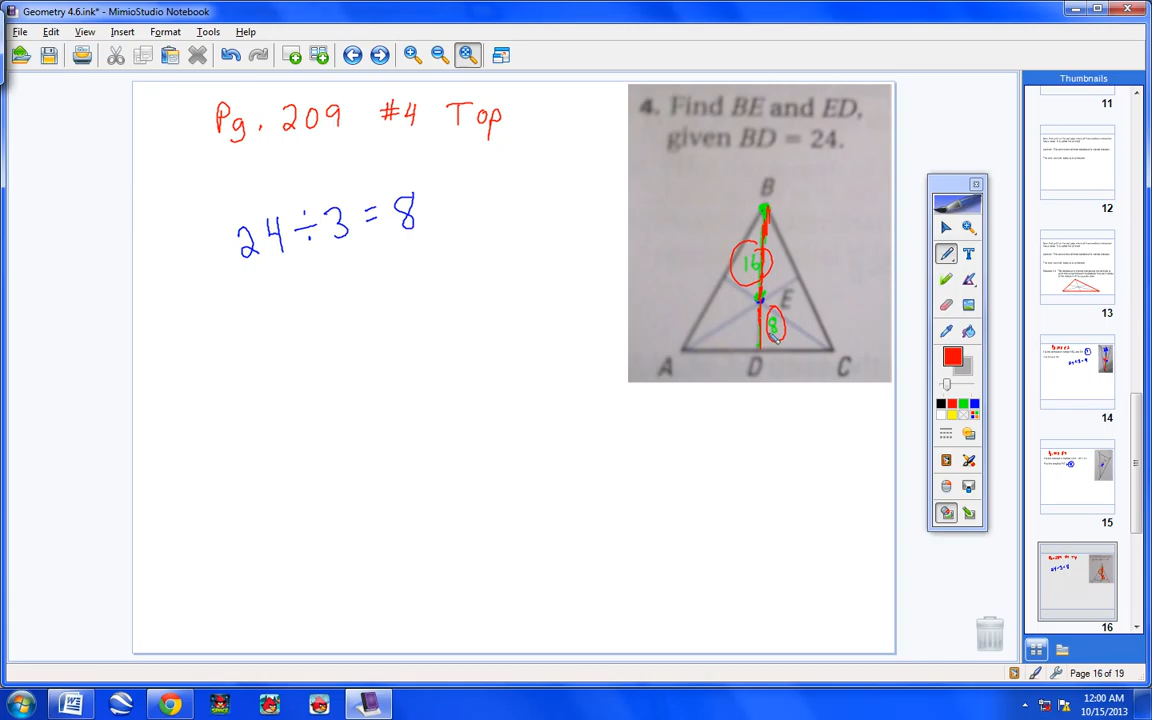 Geometry 4.6.ink* - MimioStudio Notebook
File Edit View Insert Format Tools Help
Pg. 209 #4 Top
24 ÷ 3 = 8
4. Find BE and ED,
given BD = 24.
B
16
E
8
A D C
Thumbnails
11
12
13
14
15
16
Page 16 of 19
12:00 AM
10/15/2013